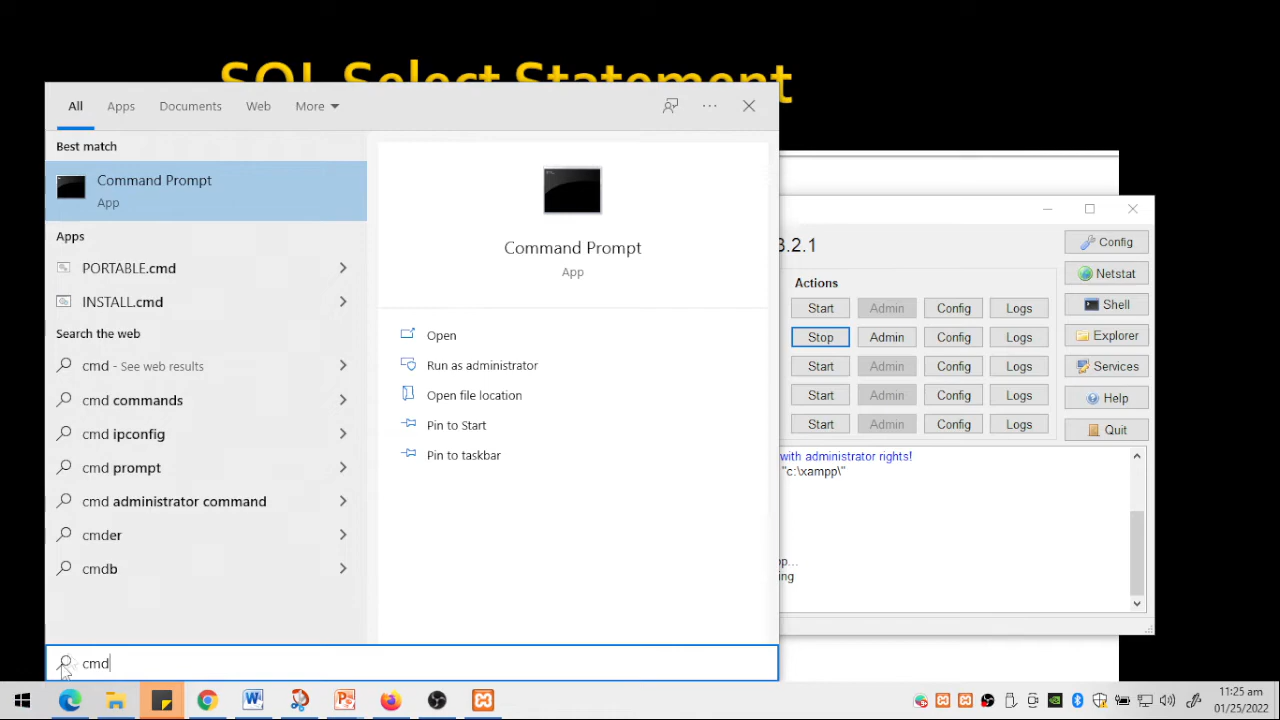 SQL Select Statement
All
Apps
Documents
Web
More
Best match
Command Prompt
App
Apps
PORTABLE.cmd
INSTALL.cmd
Search the web
cmd - See web results
cmd commands
cmd ipconfig
cmd prompt
cmd administrator command
cmder
cmdb
cmd
Command Prompt
App
Open
Run as administrator
Open file location
Pin to Start
Pin to taskbar
3.2.1
Actions
Start Admin Config Logs
Stop Admin Config Logs
Start Admin Config Logs
Start Admin Config Logs
Start Admin Config Logs
Config
Netstat
Shell
Explorer
Services
Help
Quit
with administrator rights!
"c:\xampp\"
pp...
ing
11:25 am
01/25/2022